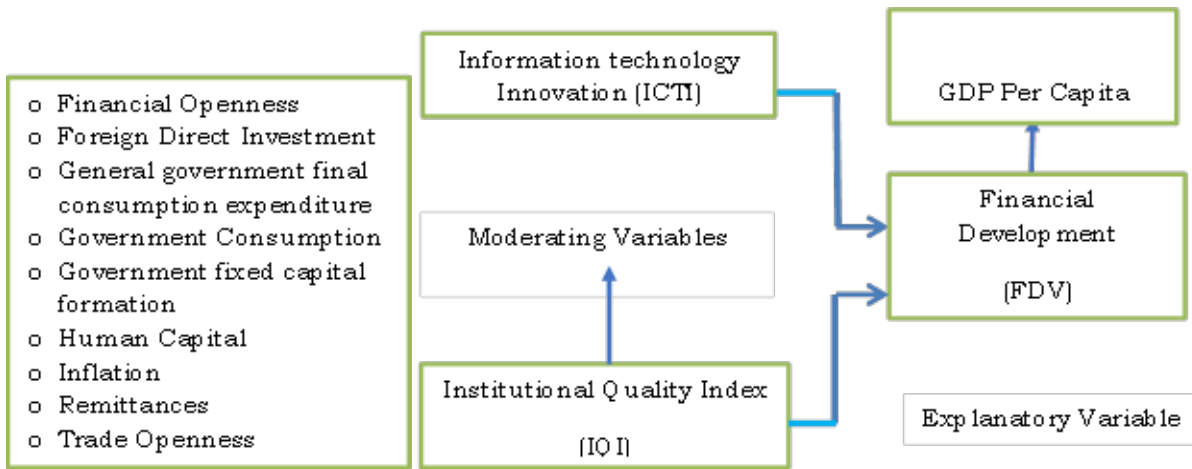 o Financial Openness
o Foreign Direct Investment
o General government final
consumption expenditure
o Government Consumption
o Government fixed capital
formation
o Human Capital
o Inflation
o Remittances
o Trade Openness
Information technology
Innovation (ICTI)
Moderating Variables
Institutional Quality Index
(IQI)
GDP Per Capita
Financial
Development
(FDV)
Explanatory Variable